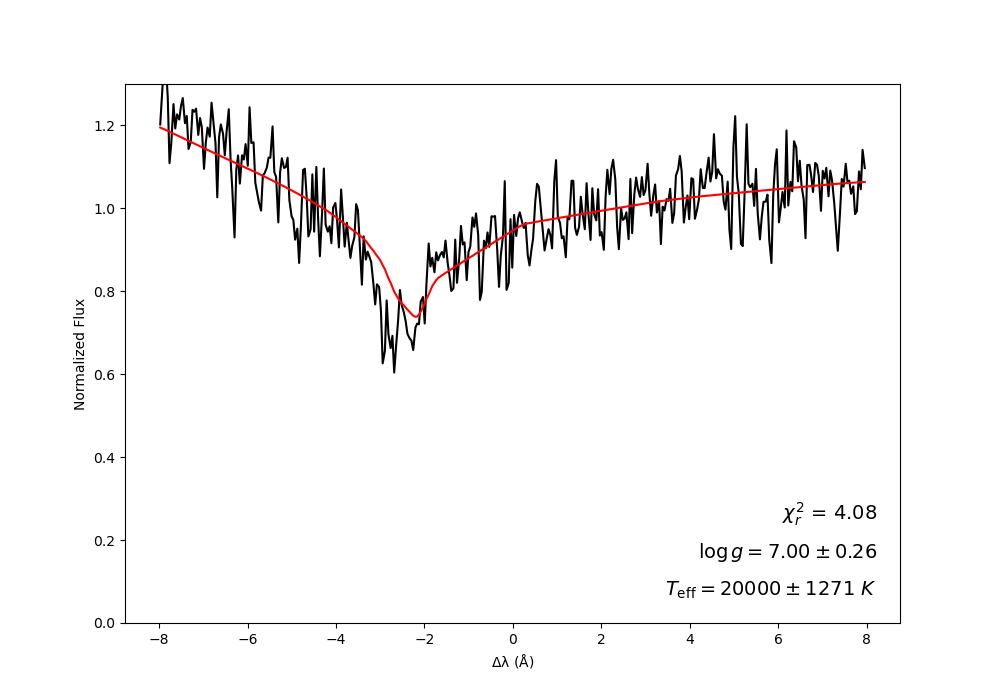 1.2
1.0
0.8
0.6
0.4
0.2
0.0
Normalized Flux
χ²ᵣ = 4.08
log g = 7.00 ± 0.26
T_eff = 20000 ± 1271 K
−8 −6 −4 −2 0 2 4 6 8
Δλ (Å)